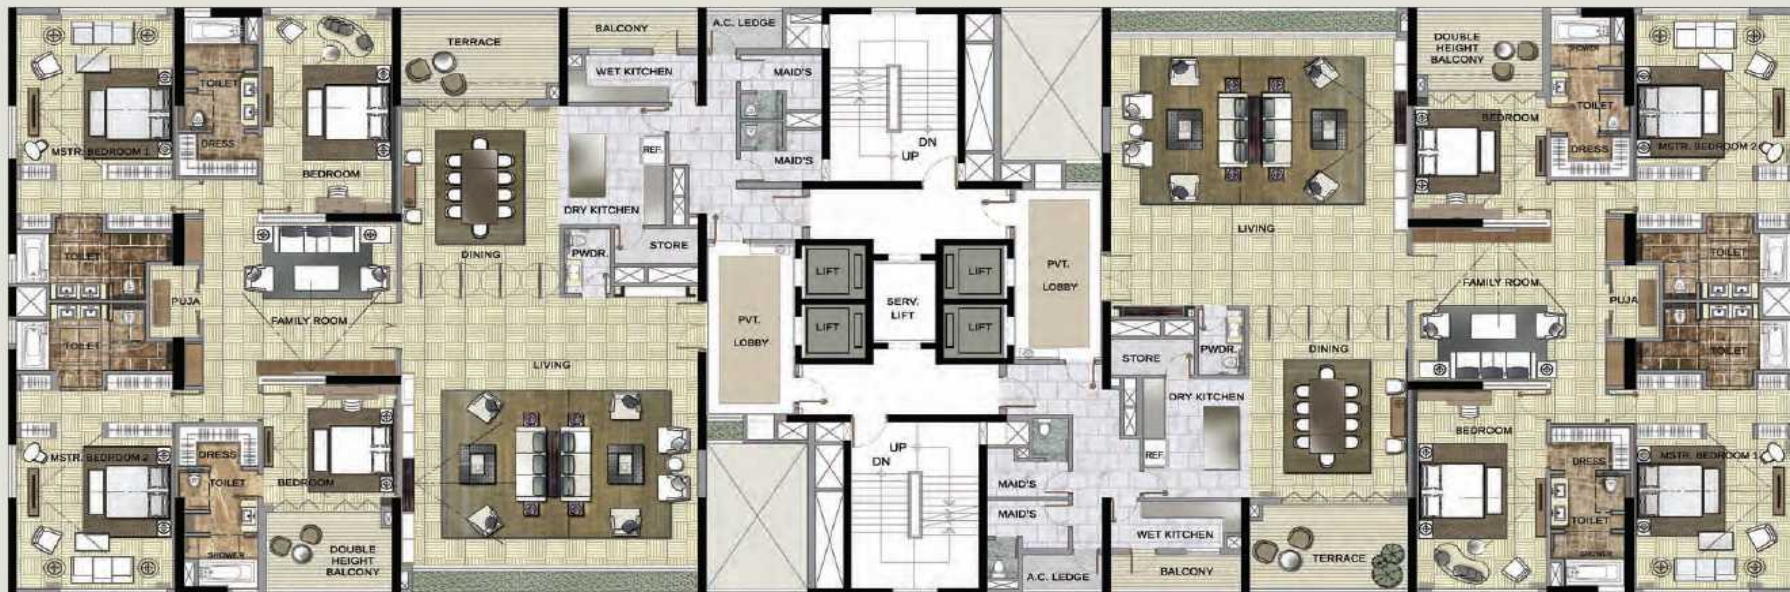 TERRACE
BALCONY
A.C. LEDGE
WET KITCHEN
MAID'S
TOILET
MSTR. BEDROOM 1
DRESS
BEDROOM
REF.
MAID'S
DN
UP
DRY KITCHEN
STORE
DINING
PWDR.
TOILET
PUJA
FAMILY ROOM
TOILET
LIVING
PVT.
LOBBY
LIFT
LIFT
SERV.
LIFT
LIFT
LIFT
PVT.
LOBBY
MSTR. BEDROOM 2
DRESS
TOILET
BEDROOM
SHOWER
DOUBLE
HEIGHT
BALCONY
UP
DN
DOUBLE
HEIGHT
BALCONY
SHOWER
TOILET
BEDROOM
DRESS
MSTR. BEDROOM 2
LIVING
TOILET
FAMILY ROOM
PUJA
TOILET
STORE
PWDR.
DINING
DRY KITCHEN
REF.
BEDROOM
DRESS
MSTR. BEDROOM 1
TOILET
SHOWER
MAID'S
MAID'S
WET KITCHEN
A.C. LEDGE
BALCONY
TERRACE